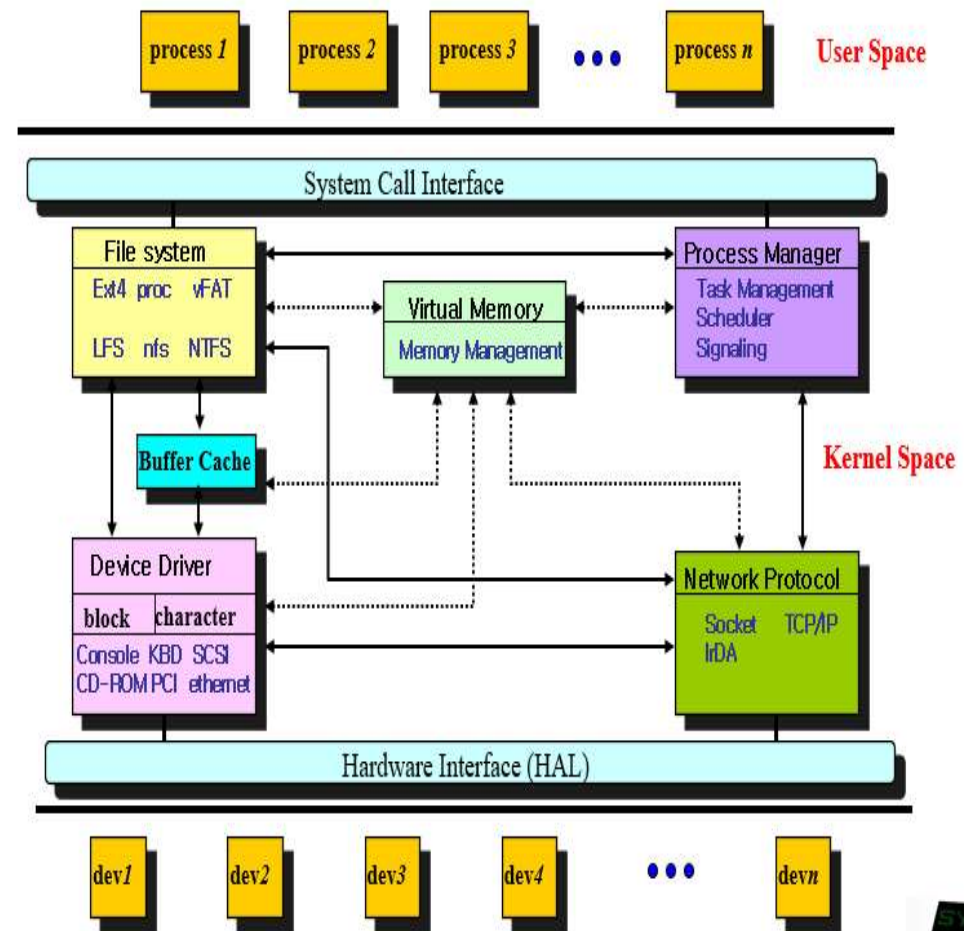 process 1
process 2
process 3
process n
User Space
System Call Interface
File system
Ext4 proc vFAT
LFS nfs NTFS
Process Manager
Task Management
Scheduler
Signaling
Virtual Memory
Memory Management
Buffer Cache
Kernel Space
Device Driver
block character
Console KBD SCSI
CD-ROM PCI ethernet
Network Protocol
Socket TCP/IP
IrDA
Hardware Interface (HAL)
dev1
dev2
dev3
dev4
devn